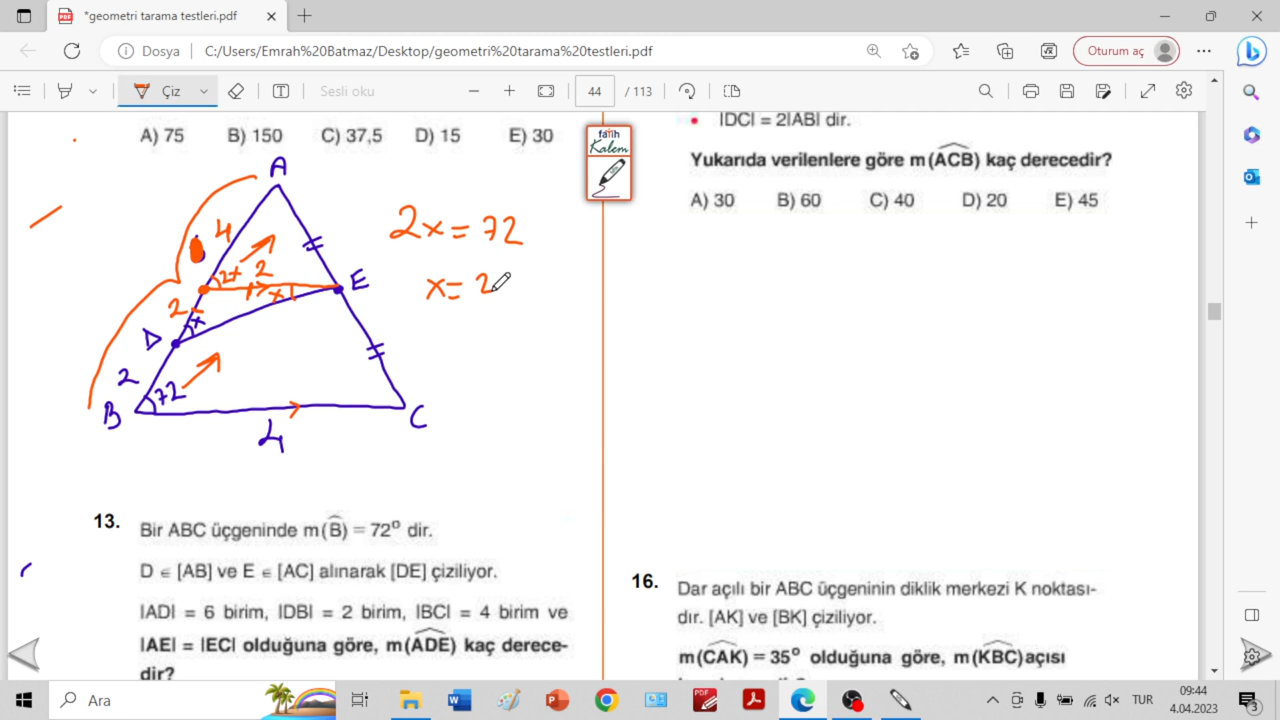 *geometri tarama testleri.pdf
Dosya C:/Users/Emrah%20Batmaz/Desktop/geometri%20tarama%20testleri.pdf
Oturum aç
Çiz
Sesli oku
44 / 113
A) 75 B) 150 C) 37,5 D) 15 E) 30
fatih
Kalem
A
4
2x 2
x
E
2
x
D
2
72
B
C
4
2x = 72
x = 2
13. Bir ABC üçgeninde m(B) = 72° dir.
D ∈ [AB] ve E ∈ [AC] alınarak [DE] çiziliyor.
|AD| = 6 birim, |DB| = 2 birim, |BC| = 4 birim ve
|AE| = |EC| olduğuna göre, m(ADE) kaç derece-
dir?
• |DC| = 2|AB| dir.
Yukarıda verilenlere göre m(ACB) kaç derecedir?
A) 30 B) 60 C) 40 D) 20 E) 45
16. Dar açılı bir ABC üçgeninin diklik merkezi K noktası-
dır. [AK] ve [BK] çiziliyor.
m(CAK) = 35° olduğuna göre, m(KBC) açısı
Ara
PDF
TUR
09:44
4.04.2023
3